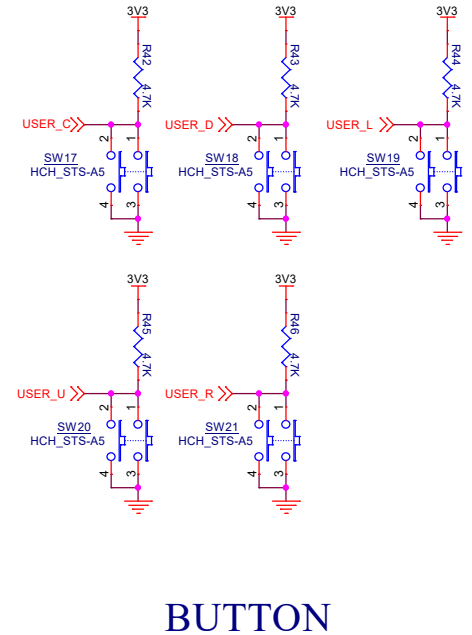 3V3 3V3 3V3
R42 4.7K R43 4.7K R44 4.7K
USER_C USER_D USER_L
2 1 2 1 2 1
SW17 SW18 SW19
HCH_STS-A5 HCH_STS-A5 HCH_STS-A5
4 3 4 3 4 3
3V3 3V3
R45 4.7K R46 4.7K
USER_U USER_R
2 1 2 1
SW20 SW21
HCH_STS-A5 HCH_STS-A5
4 3 4 3
BUTTON